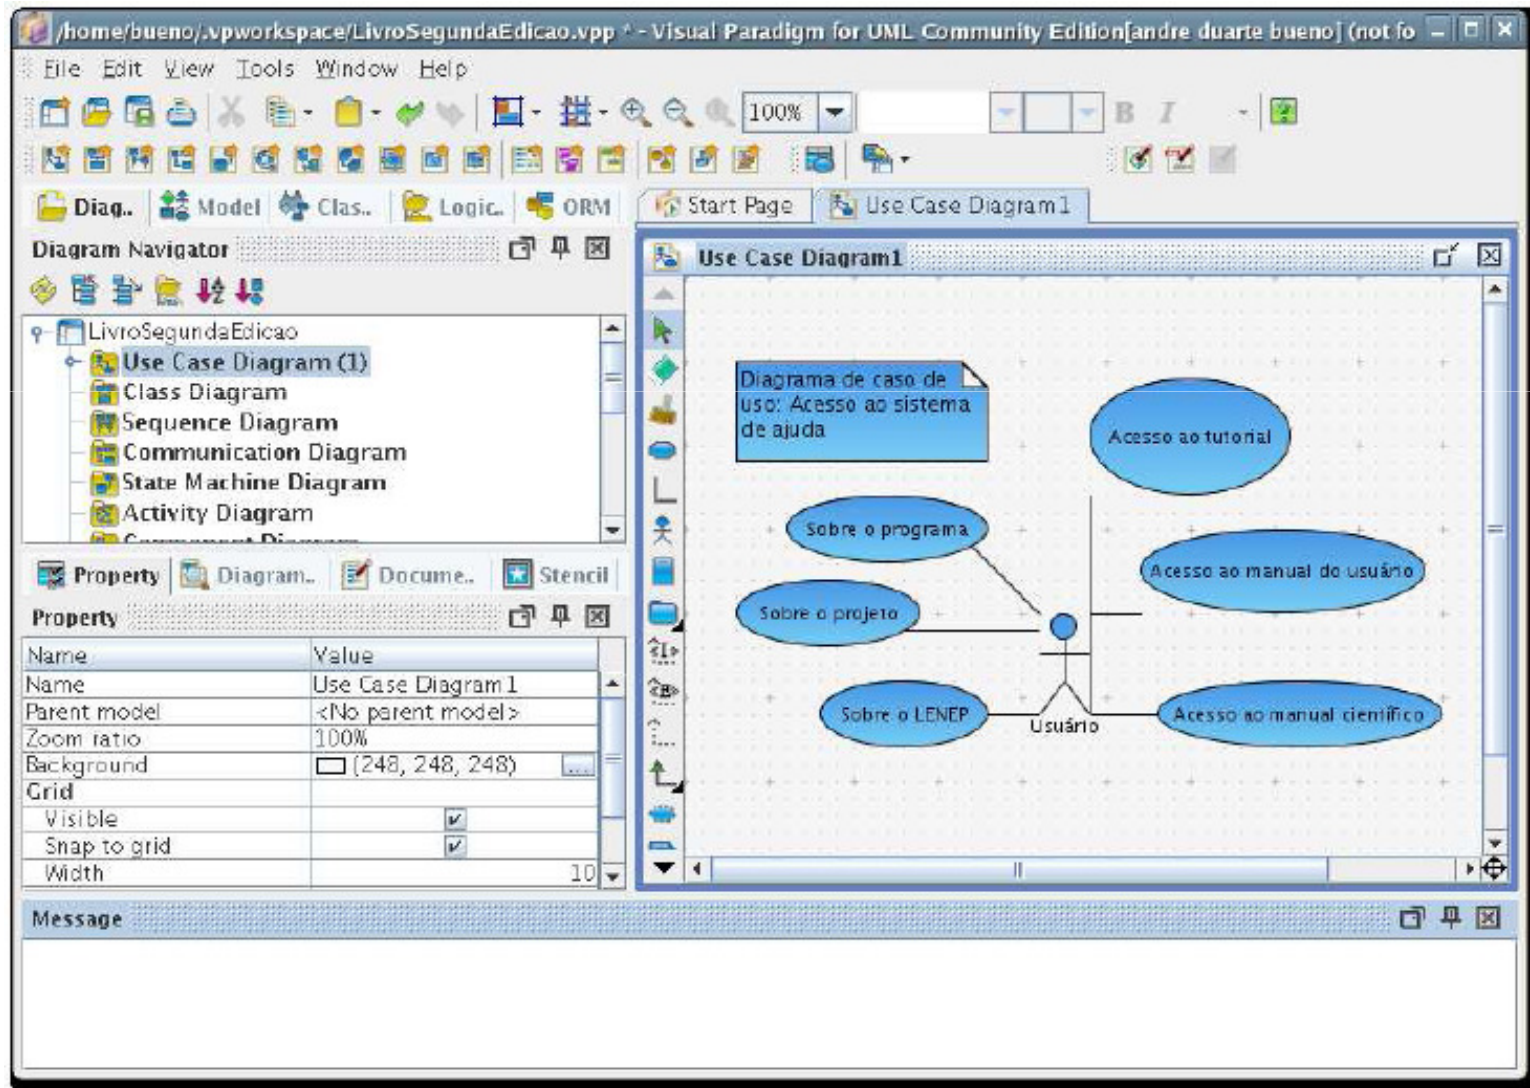 /home/bueno/.vpworkspace/LivroSegundaEdicao.vpp * - Visual Paradigm for UML Community Edition[andre duarte bueno] (not fo
File Edit View Tools Window Help
100%
B I
Diag.. Model Clas.. Logic.. ORM
Start Page Use Case Diagram1
Diagram Navigator
Use Case Diagram1
LivroSegundaEdicao
Use Case Diagram (1)
Class Diagram
Sequence Diagram
Communication Diagram
State Machine Diagram
Activity Diagram
Diagrama de caso de
uso: Acesso ao sistema
de ajuda
Acesso ao tutorial
Sobre o programa
Acesso ao manual do usuário
Sobre o projeto
Sobre o LENEP
Usuário
Acesso ao manual científico
Property Diagram.. Docume.. Stencil
Property
Name Value
Name Use Case Diagram1
Parent model <No parent model>
Zoom ratio 100%
Background (248, 248, 248) ...
Grid
Visible
Snap to grid
Width 10
Message